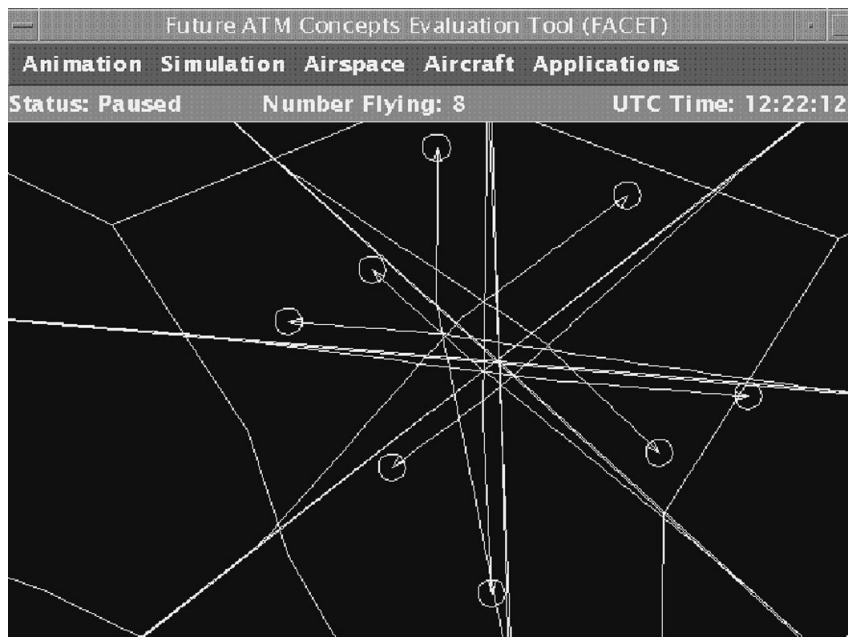 Future ATM Concepts Evaluation Tool (FACET)
Animation Simulation Airspace Aircraft Applications
Status: Paused Number Flying: 8 UTC Time: 12:22:12